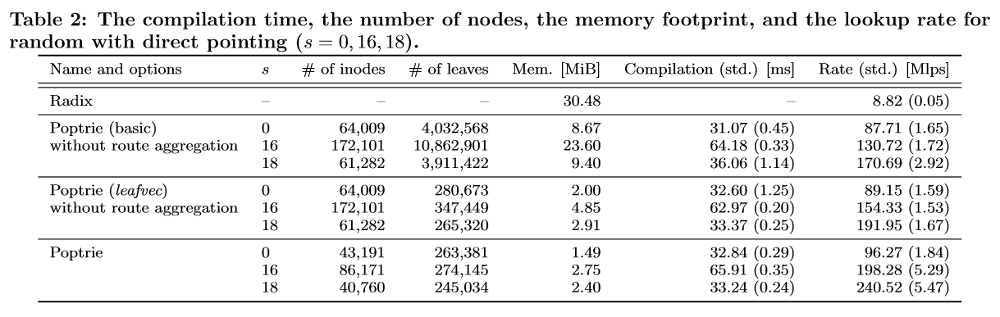 Table 2: The compilation time, the number of nodes, the memory footprint, and the lookup rate for
random with direct pointing (s = 0, 16, 18).
Name and options s # of inodes # of leaves Mem. [MiB] Compilation (std.) [ms] Rate (std.) [Mlps]
Radix – – – 30.48 – 8.82 (0.05)
Poptrie (basic) 0 64,009 4,032,568 8.67 31.07 (0.45) 87.71 (1.65)
without route aggregation 16 172,101 10,862,901 23.60 64.18 (0.33) 130.72 (1.72)
18 61,282 3,911,422 9.40 36.06 (1.14) 170.69 (2.92)
Poptrie (leafvec) 0 64,009 280,673 2.00 32.60 (1.25) 89.15 (1.59)
without route aggregation 16 172,101 347,449 4.85 62.97 (0.20) 154.33 (1.53)
18 61,282 265,320 2.91 33.37 (0.25) 191.95 (1.67)
Poptrie 0 43,191 263,381 1.49 32.84 (0.29) 96.27 (1.84)
16 86,171 274,145 2.75 65.91 (0.35) 198.28 (5.29)
18 40,760 245,034 2.40 33.24 (0.24) 240.52 (5.47)